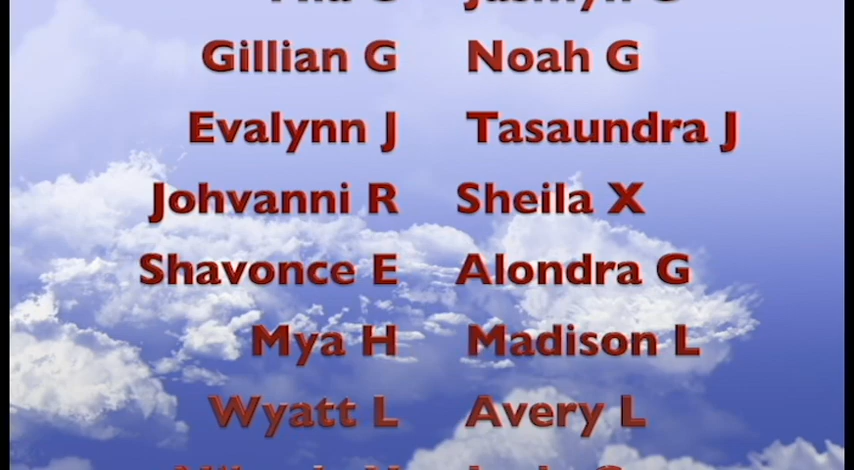 Gillian G Noah G
Evalynn J Tasaundra J
Johvanni R Sheila X
Shavonce E Alondra G
Mya H Madison L
Wyatt L Avery L